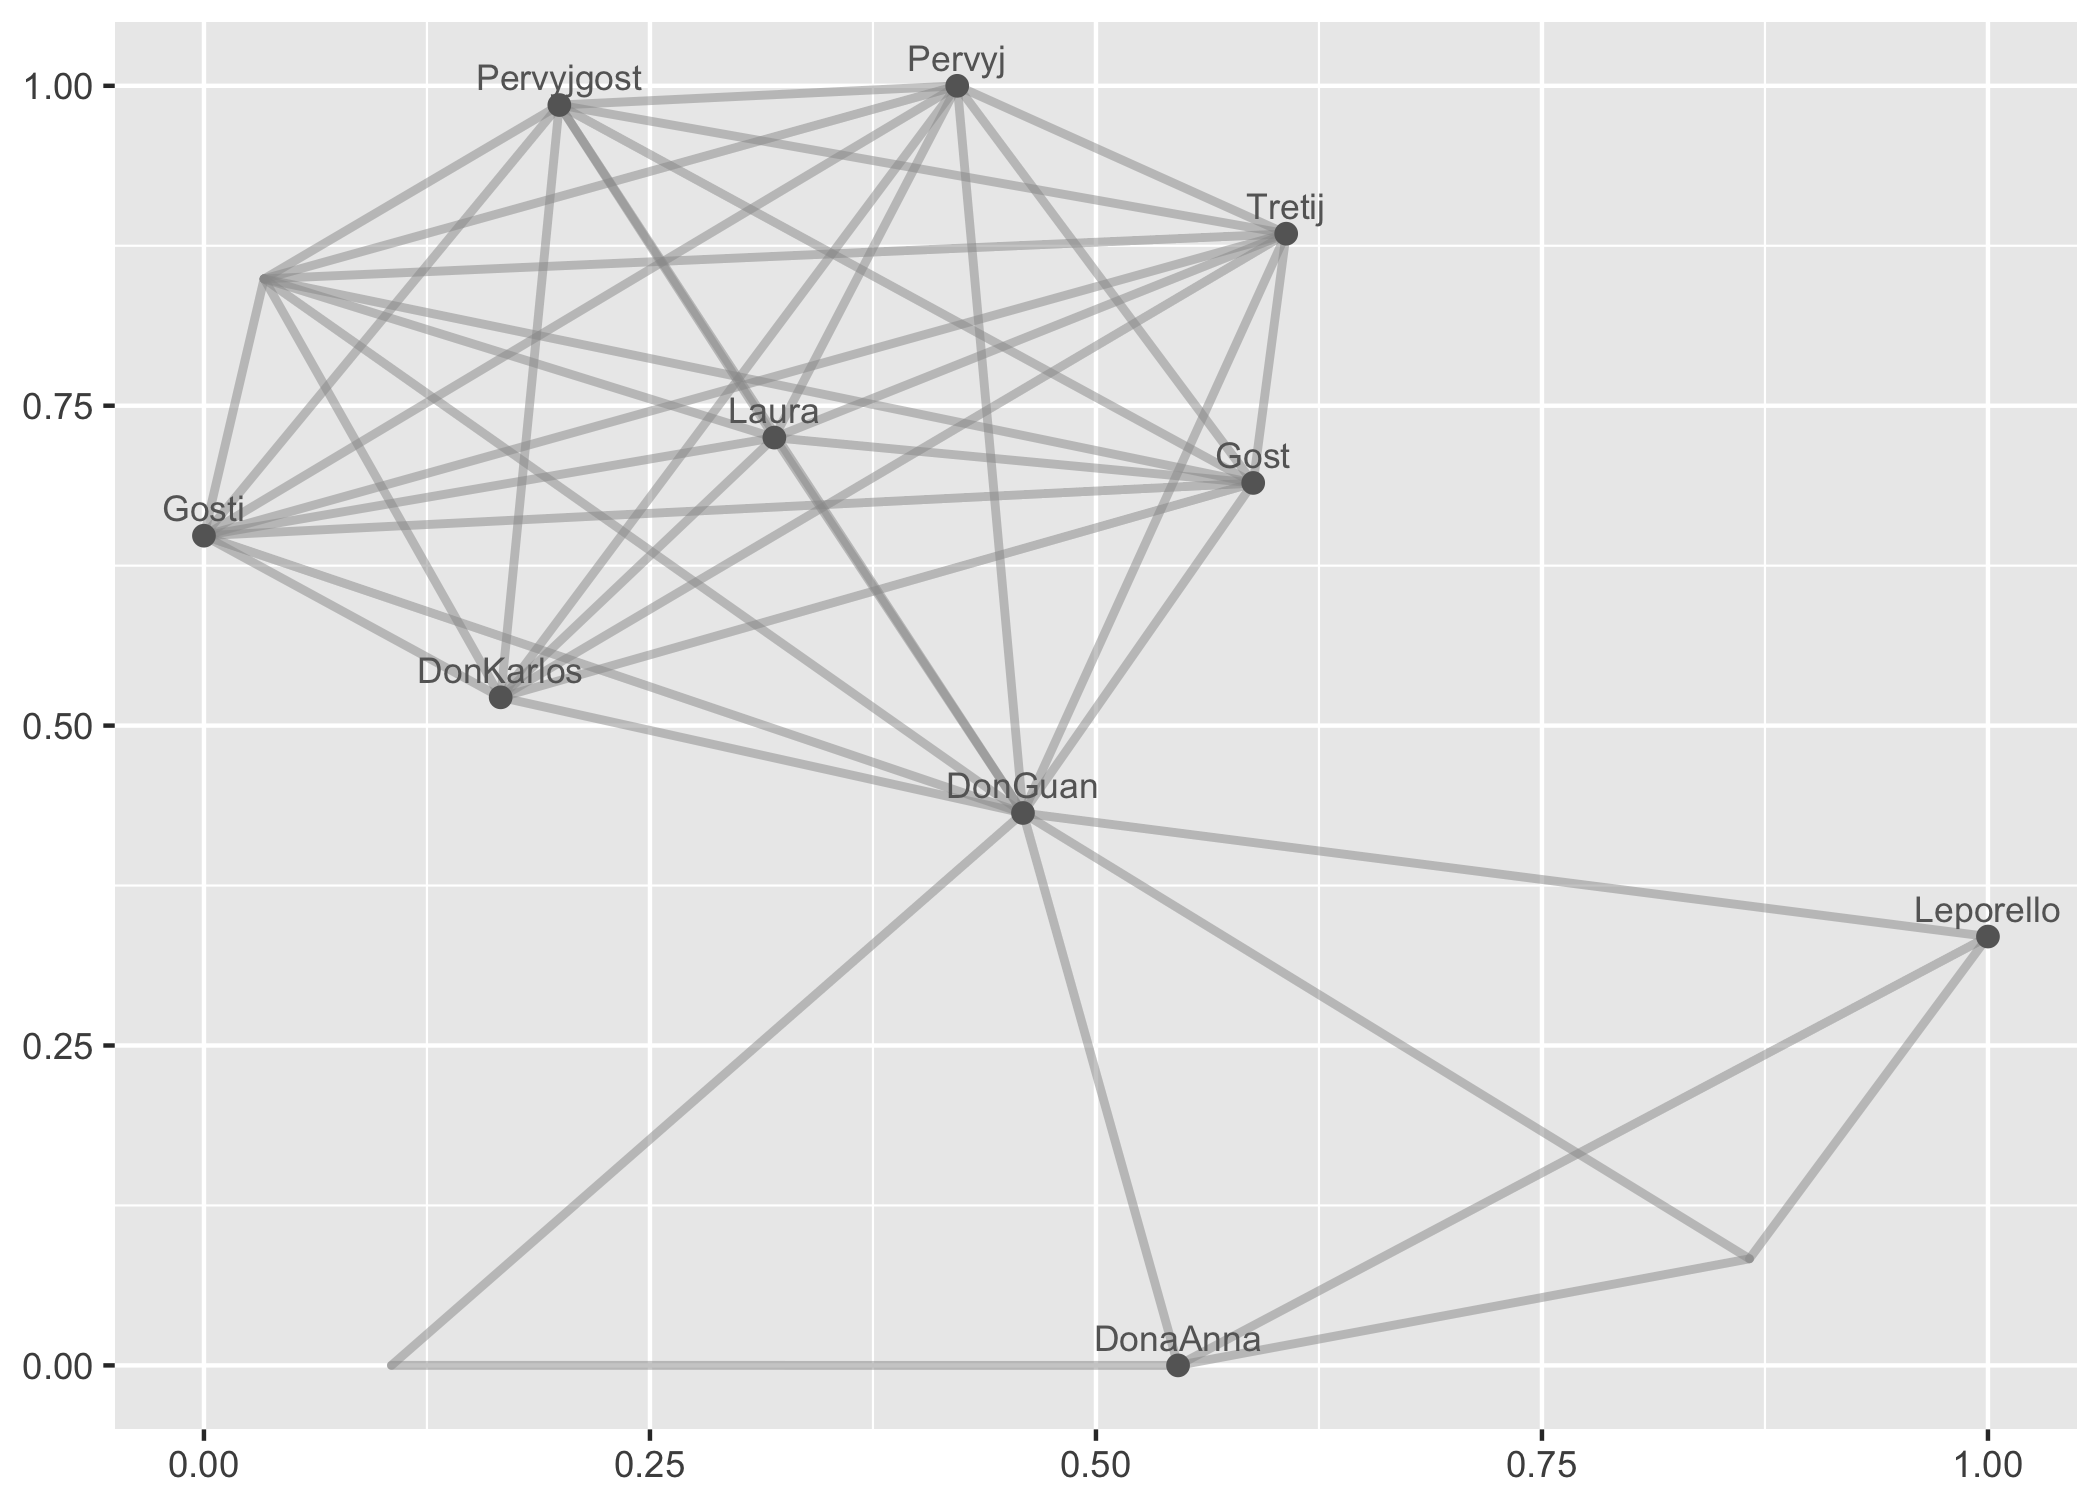 Pervyj
Pervyjgost
1.00
Tretij
0.75
Laura
Gost
Gosti
DonKarlos
0.50
DonGuan
Leporello
0.25
DonaAnna
0.00
0.00 0.25 0.50 0.75 1.00